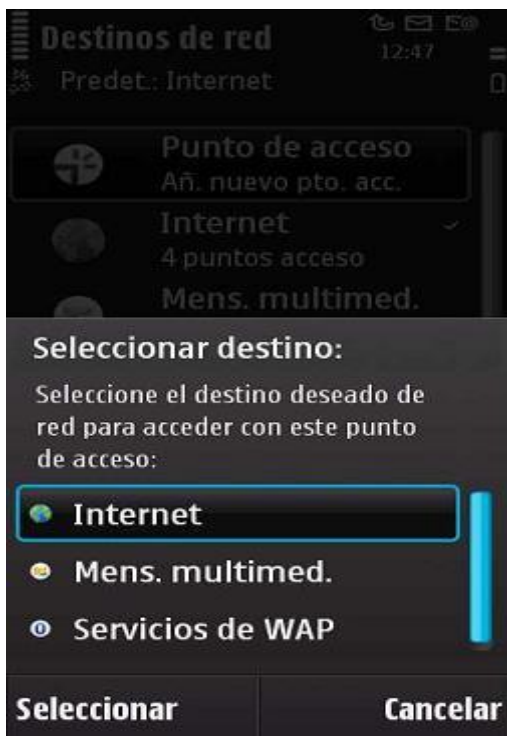 Destinos de red
12:47
Predet.: Internet
Punto de acceso
Añ. nuevo pto. acc.
Internet
4 puntos acceso
Mens. multimed.
Seleccionar destino:
Seleccione el destino deseado de
red para acceder con este punto
de acceso:
Internet
Mens. multimed.
Servicios de WAP
Seleccionar Cancelar